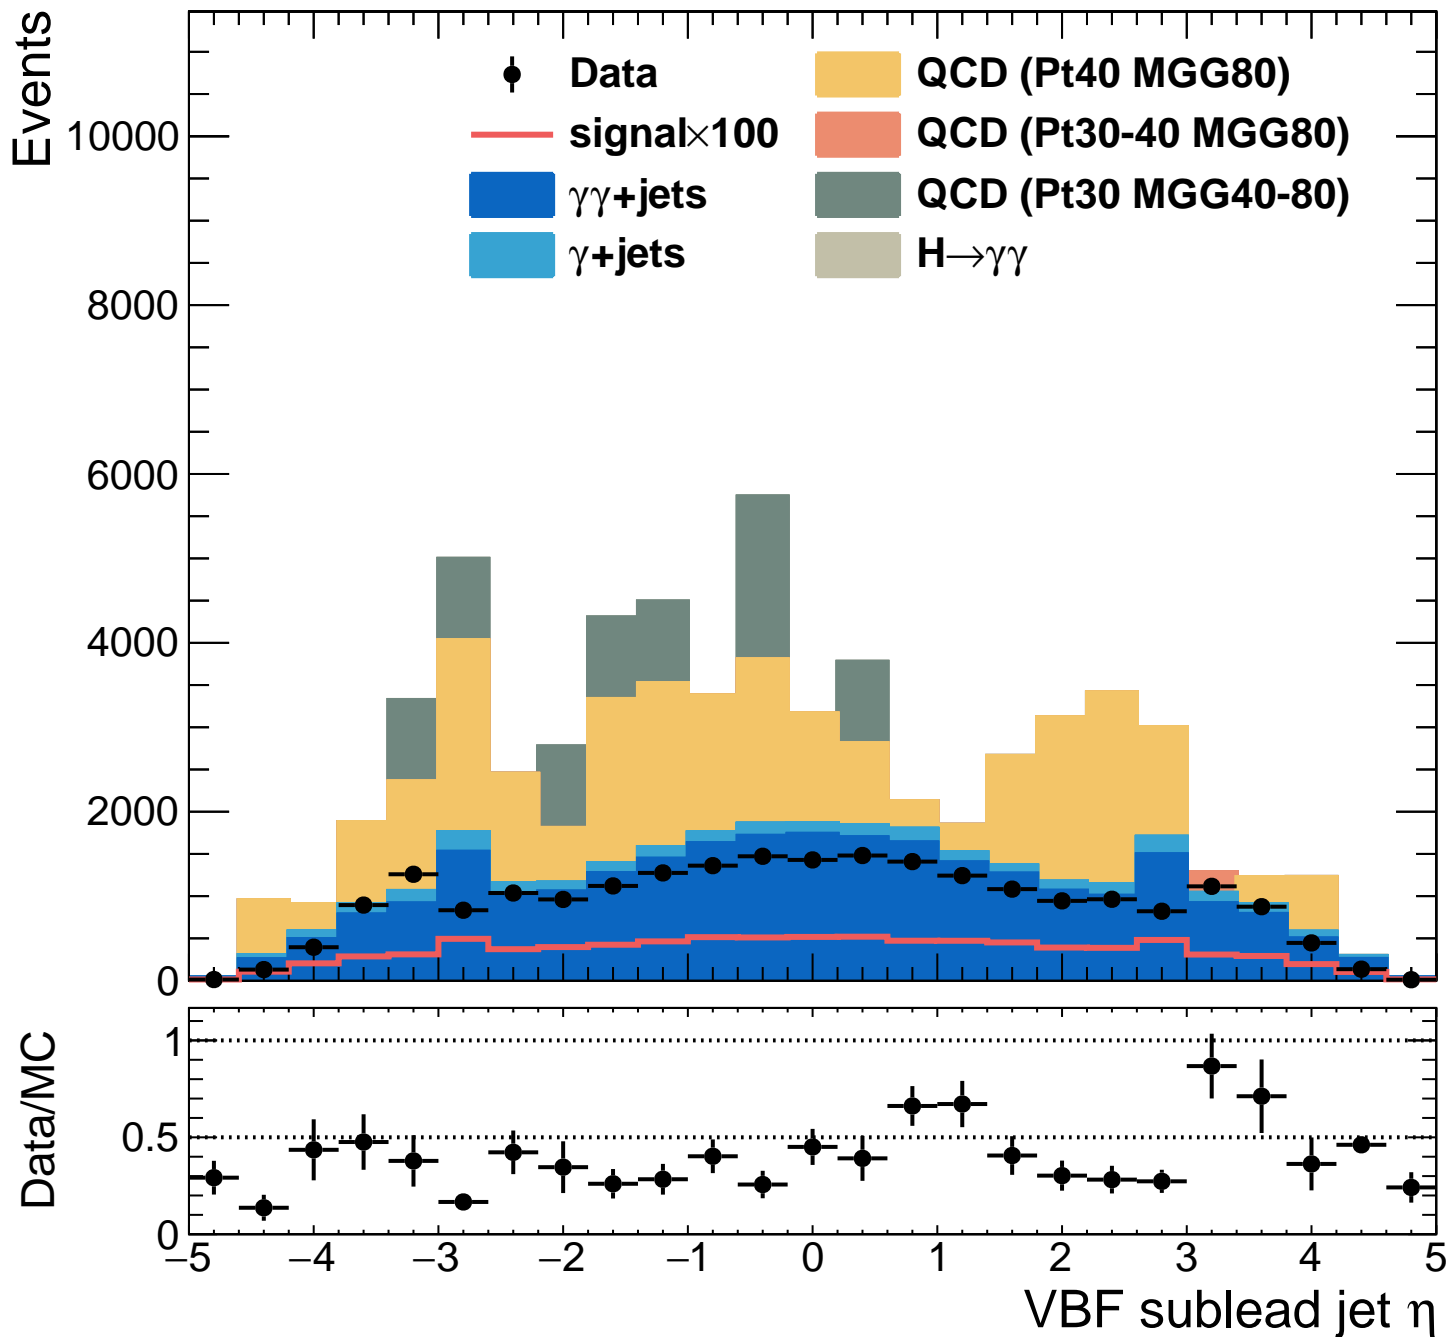 Events
10000
8000
6000
4000
2000
0
Data
signal×100
γγ+jets
γ+jets
QCD (Pt40 MGG80)
QCD (Pt30-40 MGG80)
QCD (Pt30 MGG40-80)
H→γγ
Data/MC
1
0.5
0
−5 −4 −3 −2 −1 0 1 2 3 4 5
VBF sublead jet η